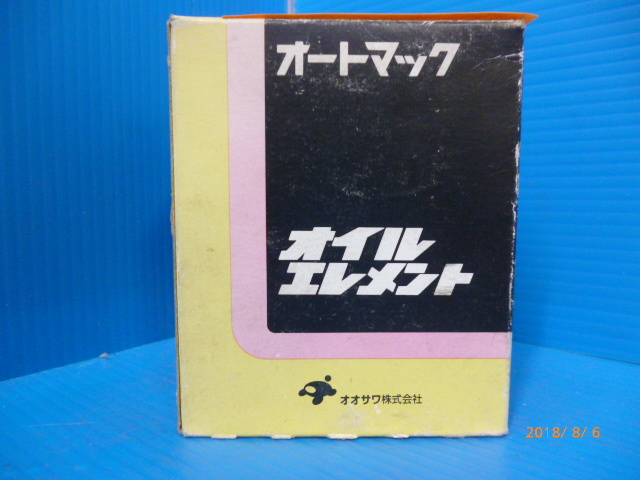 オートマック
オイル
エレメント
オオサワ株式会社
2018/ 8/ 6